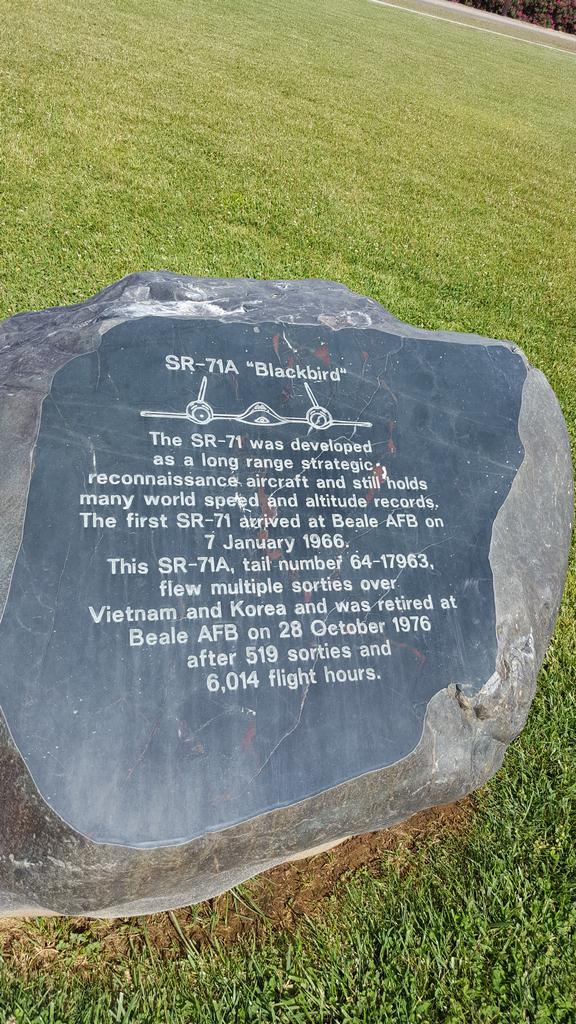 SR-71A "Blackbird"
The SR-71 was developed
as a long range strategic
reconnaissance aircraft and still holds
many world speed and altitude records.
The first SR-71 arrived at Beale AFB on
7 January 1966.
This SR-71A, tail number 64-17963,
flew multiple sorties over
Vietnam and Korea and was retired at
Beale AFB on 28 October 1976
after 519 sorties and
6,014 flight hours.